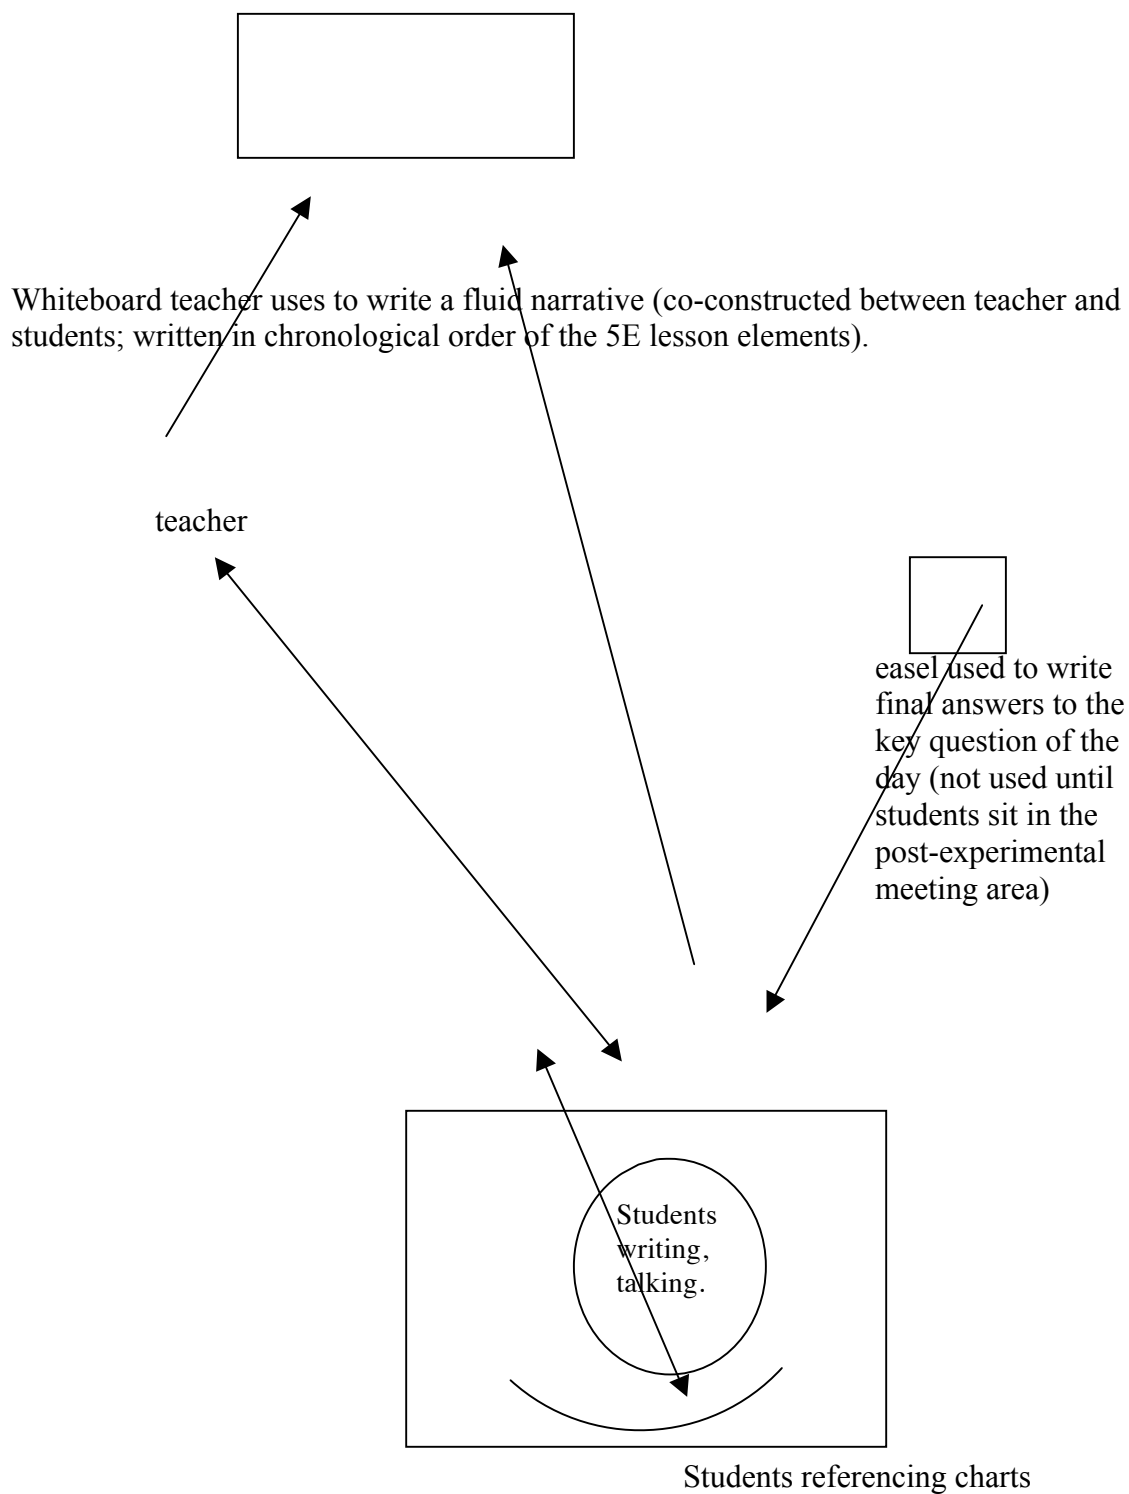 Whiteboard teacher uses to write a fluid narrative (co-constructed between teacher and
students; written in chronological order of the 5E lesson elements).
teacher
easel used to write
final answers to the
key question of the
day (not used until
students sit in the
post-experimental
meeting area)
Students
writing,
talking.
Students referencing charts